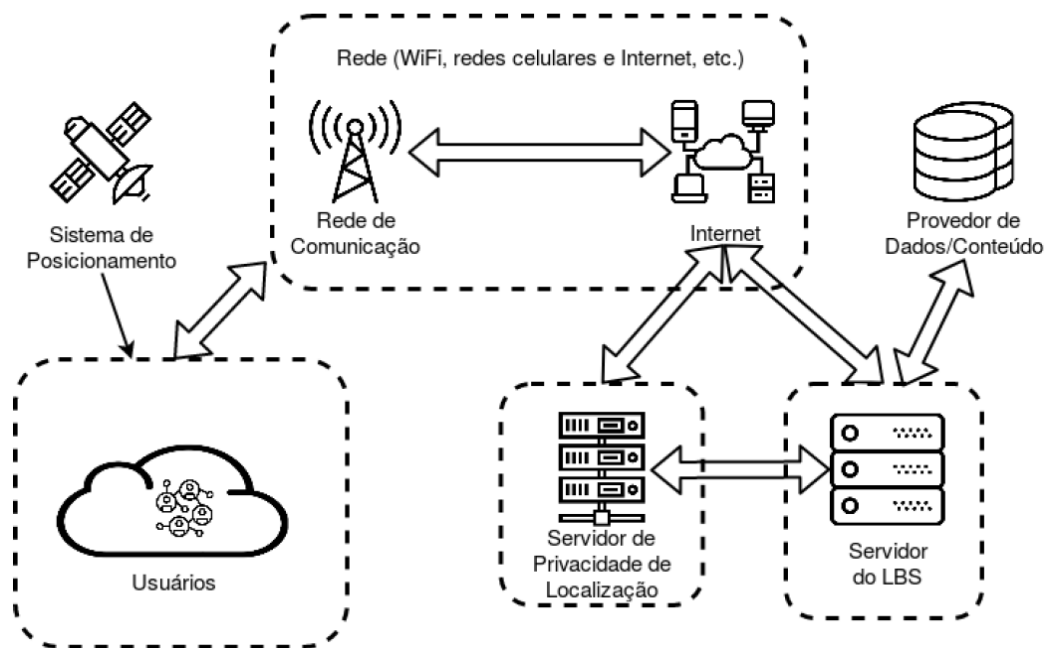 Rede (WiFi, redes celulares e Internet, etc.)
Sistema de
Posicionamento
Rede de
Comunicação
Internet
Provedor de
Dados/Conteúdo
Usuários
Servidor de
Privacidade de
Localização
Servidor
do LBS